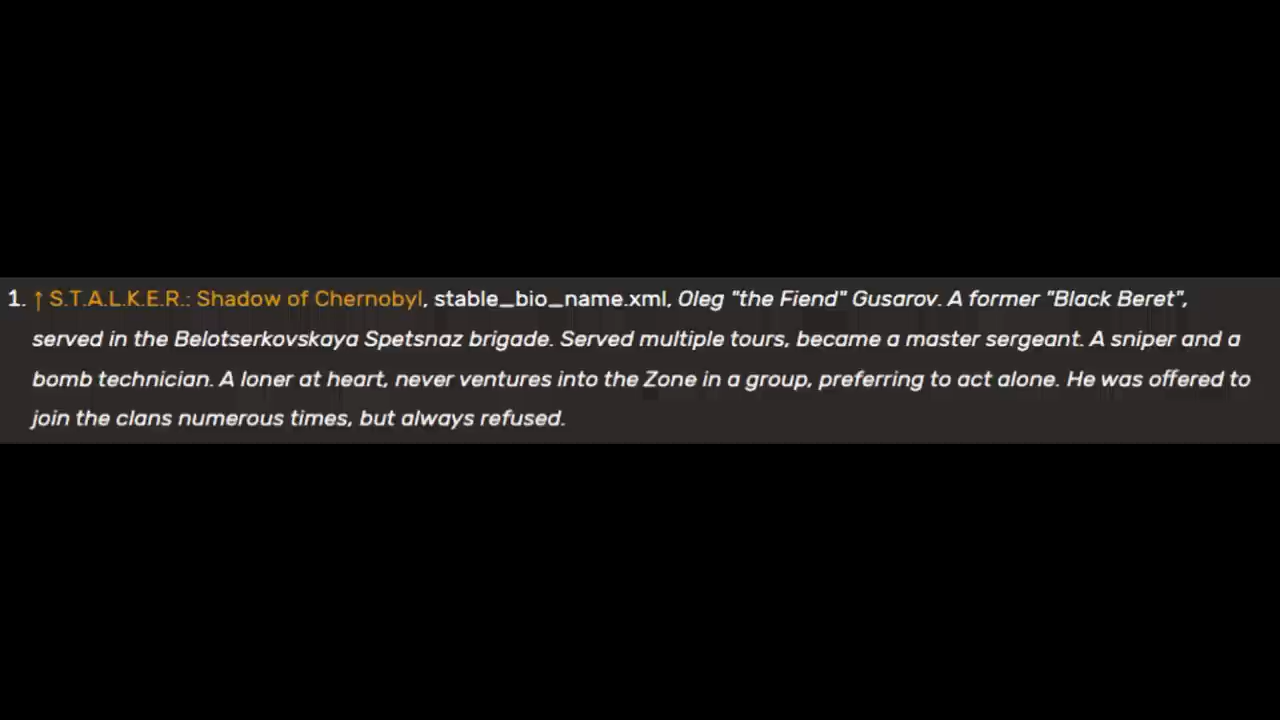 1. ↑ S.T.A.L.K.E.R.: Shadow of Chernobyl, stable_bio_name.xml, Oleg "the Fiend" Gusarov. A former "Black Beret",
served in the Belotserkovskaya Spetsnaz brigade. Served multiple tours, became a master sergeant. A sniper and a
bomb technician. A loner at heart, never ventures into the Zone in a group, preferring to act alone. He was offered to
join the clans numerous times, but always refused.